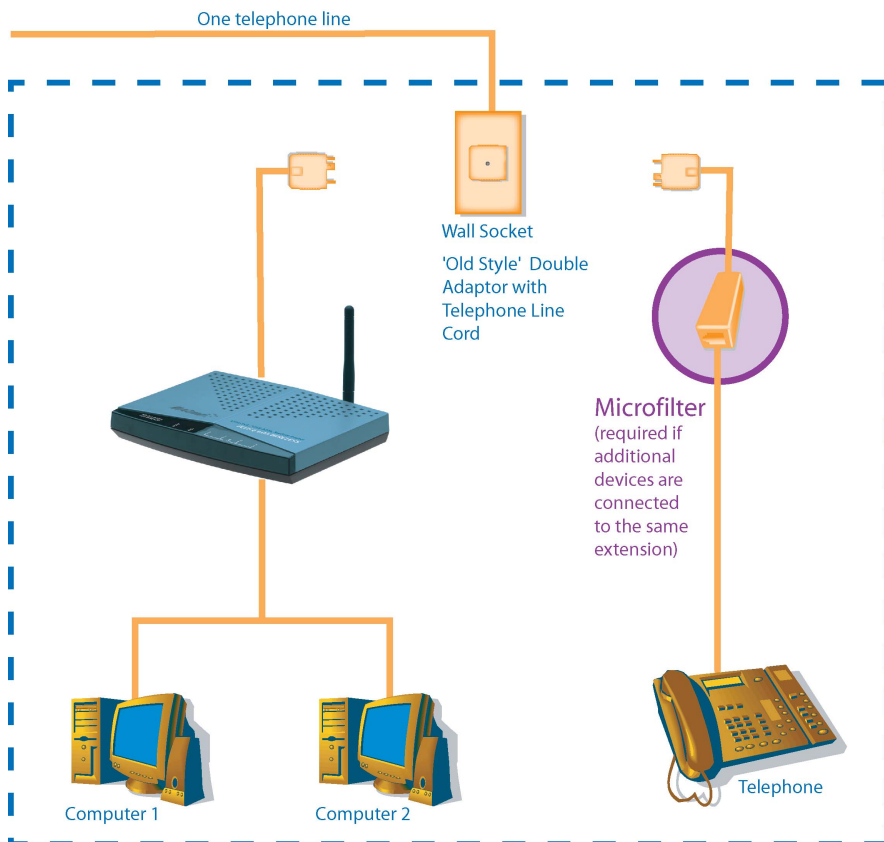 One telephone line
Wall Socket
'Old Style' Double
Adaptor with
Telephone Line
Cord
Microfilter
(required if
additional
devices are
connected
to the same
extension)
Computer 1
Computer 2
Telephone